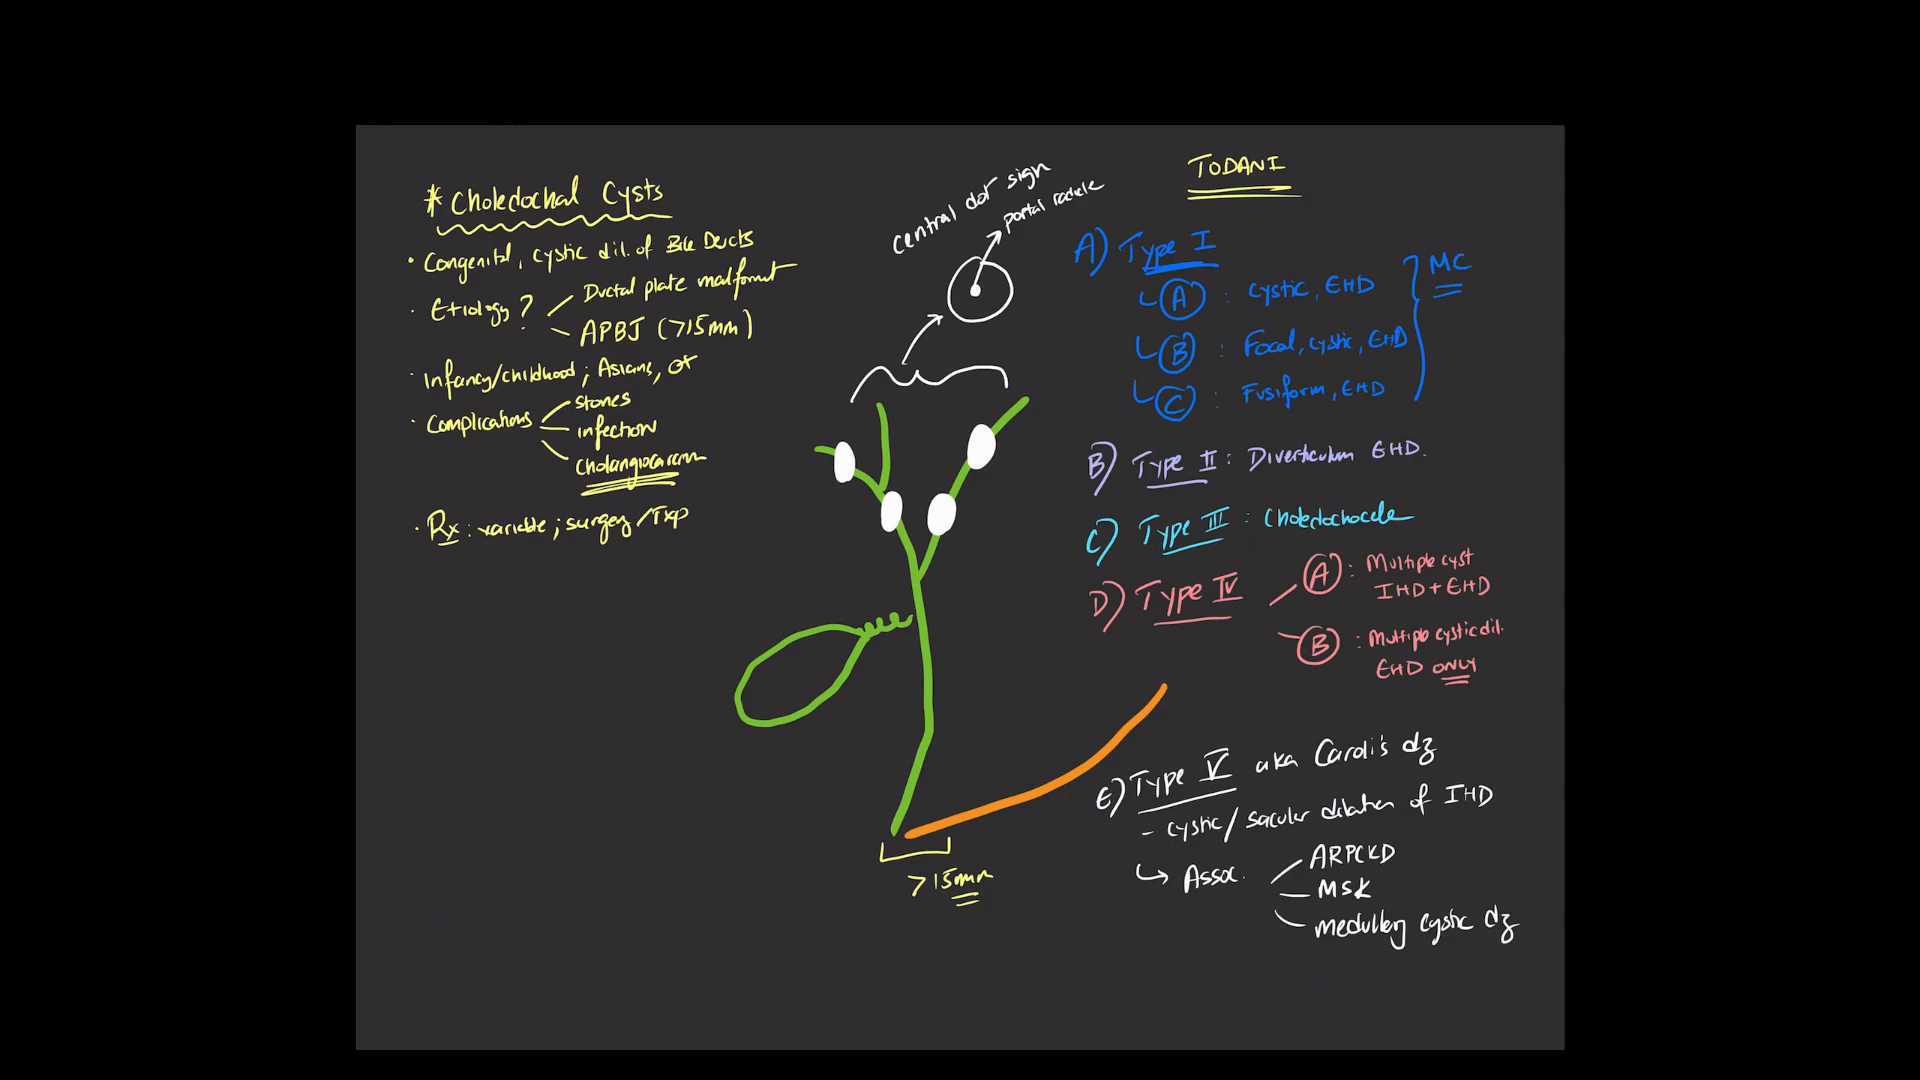 * Choledochal Cysts
· Congenital, cystic dil. of Bile Ducts
· Etiology?
Ductal plate malformat
APBJ (>15mm)
· Infancy/childhood; Asians,
· Complications
stones
infection
cholangiocarcin
· Rx: variable; surgery/Txp
central dot sign
portal radicle
>15mm
TODANI
A) Type I
A : cystic, EHD
B : Focal, cystic, EHD
C : Fusiform, EHD
MC
B) Type II : Diverticulum EHD.
C) Type III : Choledochocele
D) Type IV
A : Multiple cyst
IHD + EHD
B : Multiple cystic dil.
EHD ONLY
E) Type V aka Caroli's dz
- cystic/saccular dilation of IHD
↳ Assoc.
ARPCKD
MSK
medullary cystic dz